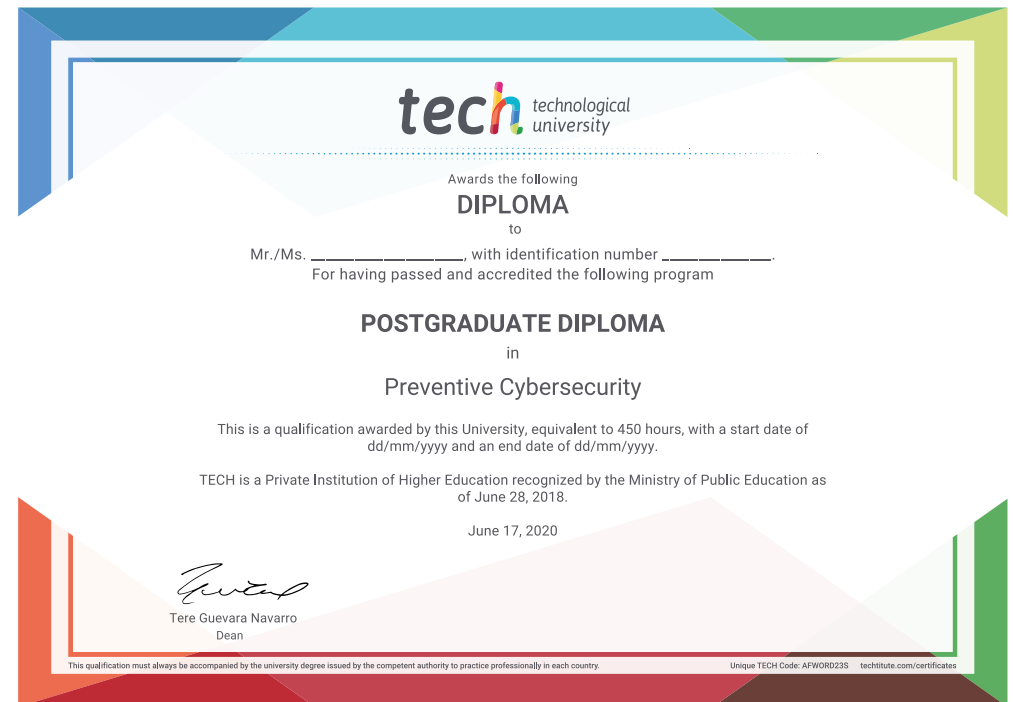 tech technological
university
Awards the following
DIPLOMA
to
Mr./Ms. ____________________, with identification number ______________.
For having passed and accredited the following program
POSTGRADUATE DIPLOMA
in
Preventive Cybersecurity
This is a qualification awarded by this University, equivalent to 450 hours, with a start date of
dd/mm/yyyy and an end date of dd/mm/yyyy.
TECH is a Private Institution of Higher Education recognized by the Ministry of Public Education as
of June 28, 2018.
June 17, 2020
Tere Guevara Navarro
Dean
This qualification must always be accompanied by the university degree issued by the competent authority to practice professionally in each country. Unique TECH Code: AFWORD23S techtitute.com/certificates